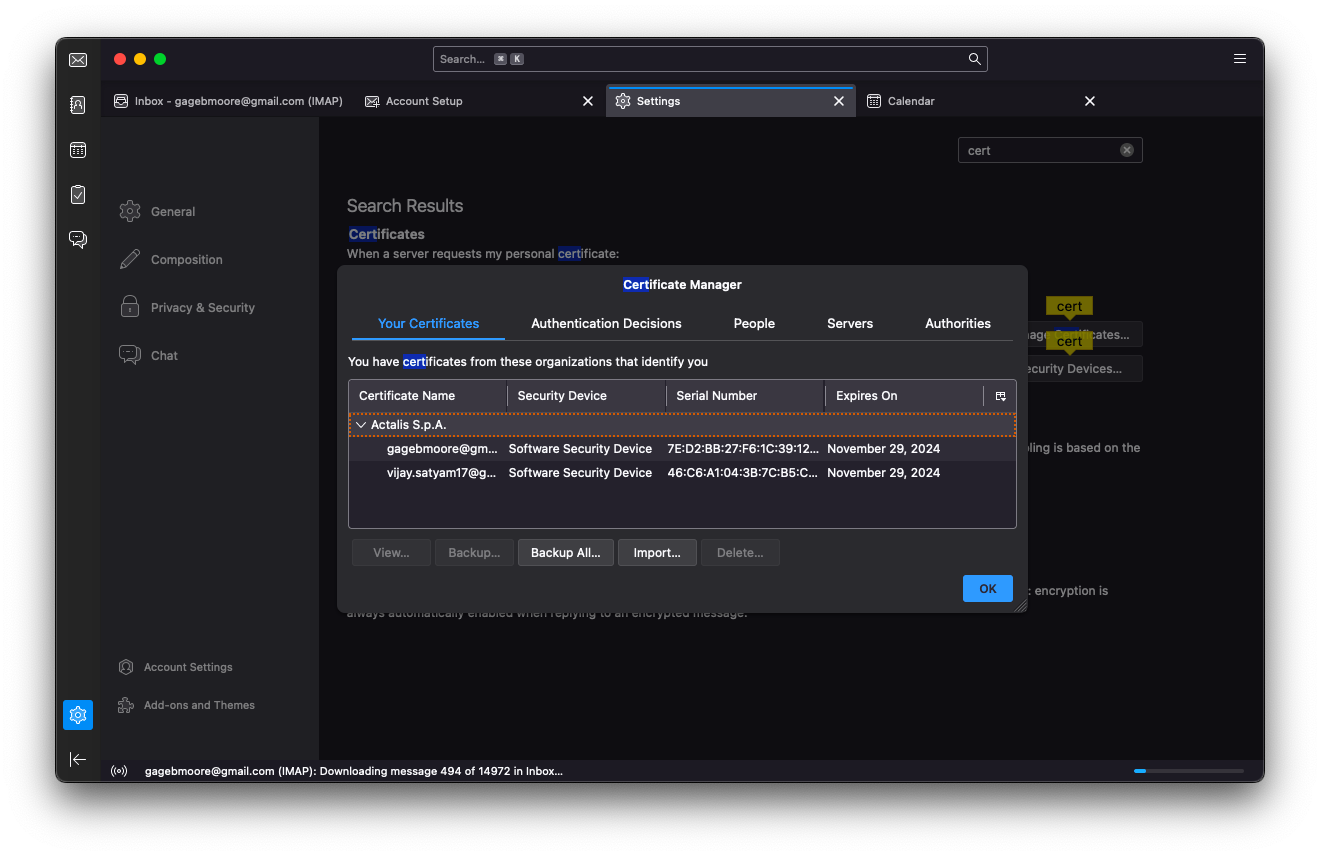 Search... ⌘ K
Inbox - gagebmoore@gmail.com (IMAP)
Account Setup
Settings
Calendar
cert
General
Composition
Privacy & Security
Chat
Account Settings
Add-ons and Themes
Search Results
Certificates
When a server requests my personal certificate:
cert
Certificates...
cert
Devices...
is based on the
: encryption is
always automatically enabled when replying to an encrypted message.
Certificate Manager
Your Certificates
Authentication Decisions
People
Servers
Authorities
You have certificates from these organizations that identify you
Certificate Name Security Device Serial Number Expires On
Actalis S.p.A.
gagebmoore@gm... Software Security Device 7E:D2:BB:27:F6:1C:39:12... November 29, 2024
vijay.satyam17@g... Software Security Device 46:C6:A1:04:3B:7C:B5:C... November 29, 2024
View... Backup... Backup All... Import... Delete...
OK
gagebmoore@gmail.com (IMAP): Downloading message 494 of 14972 in Inbox...